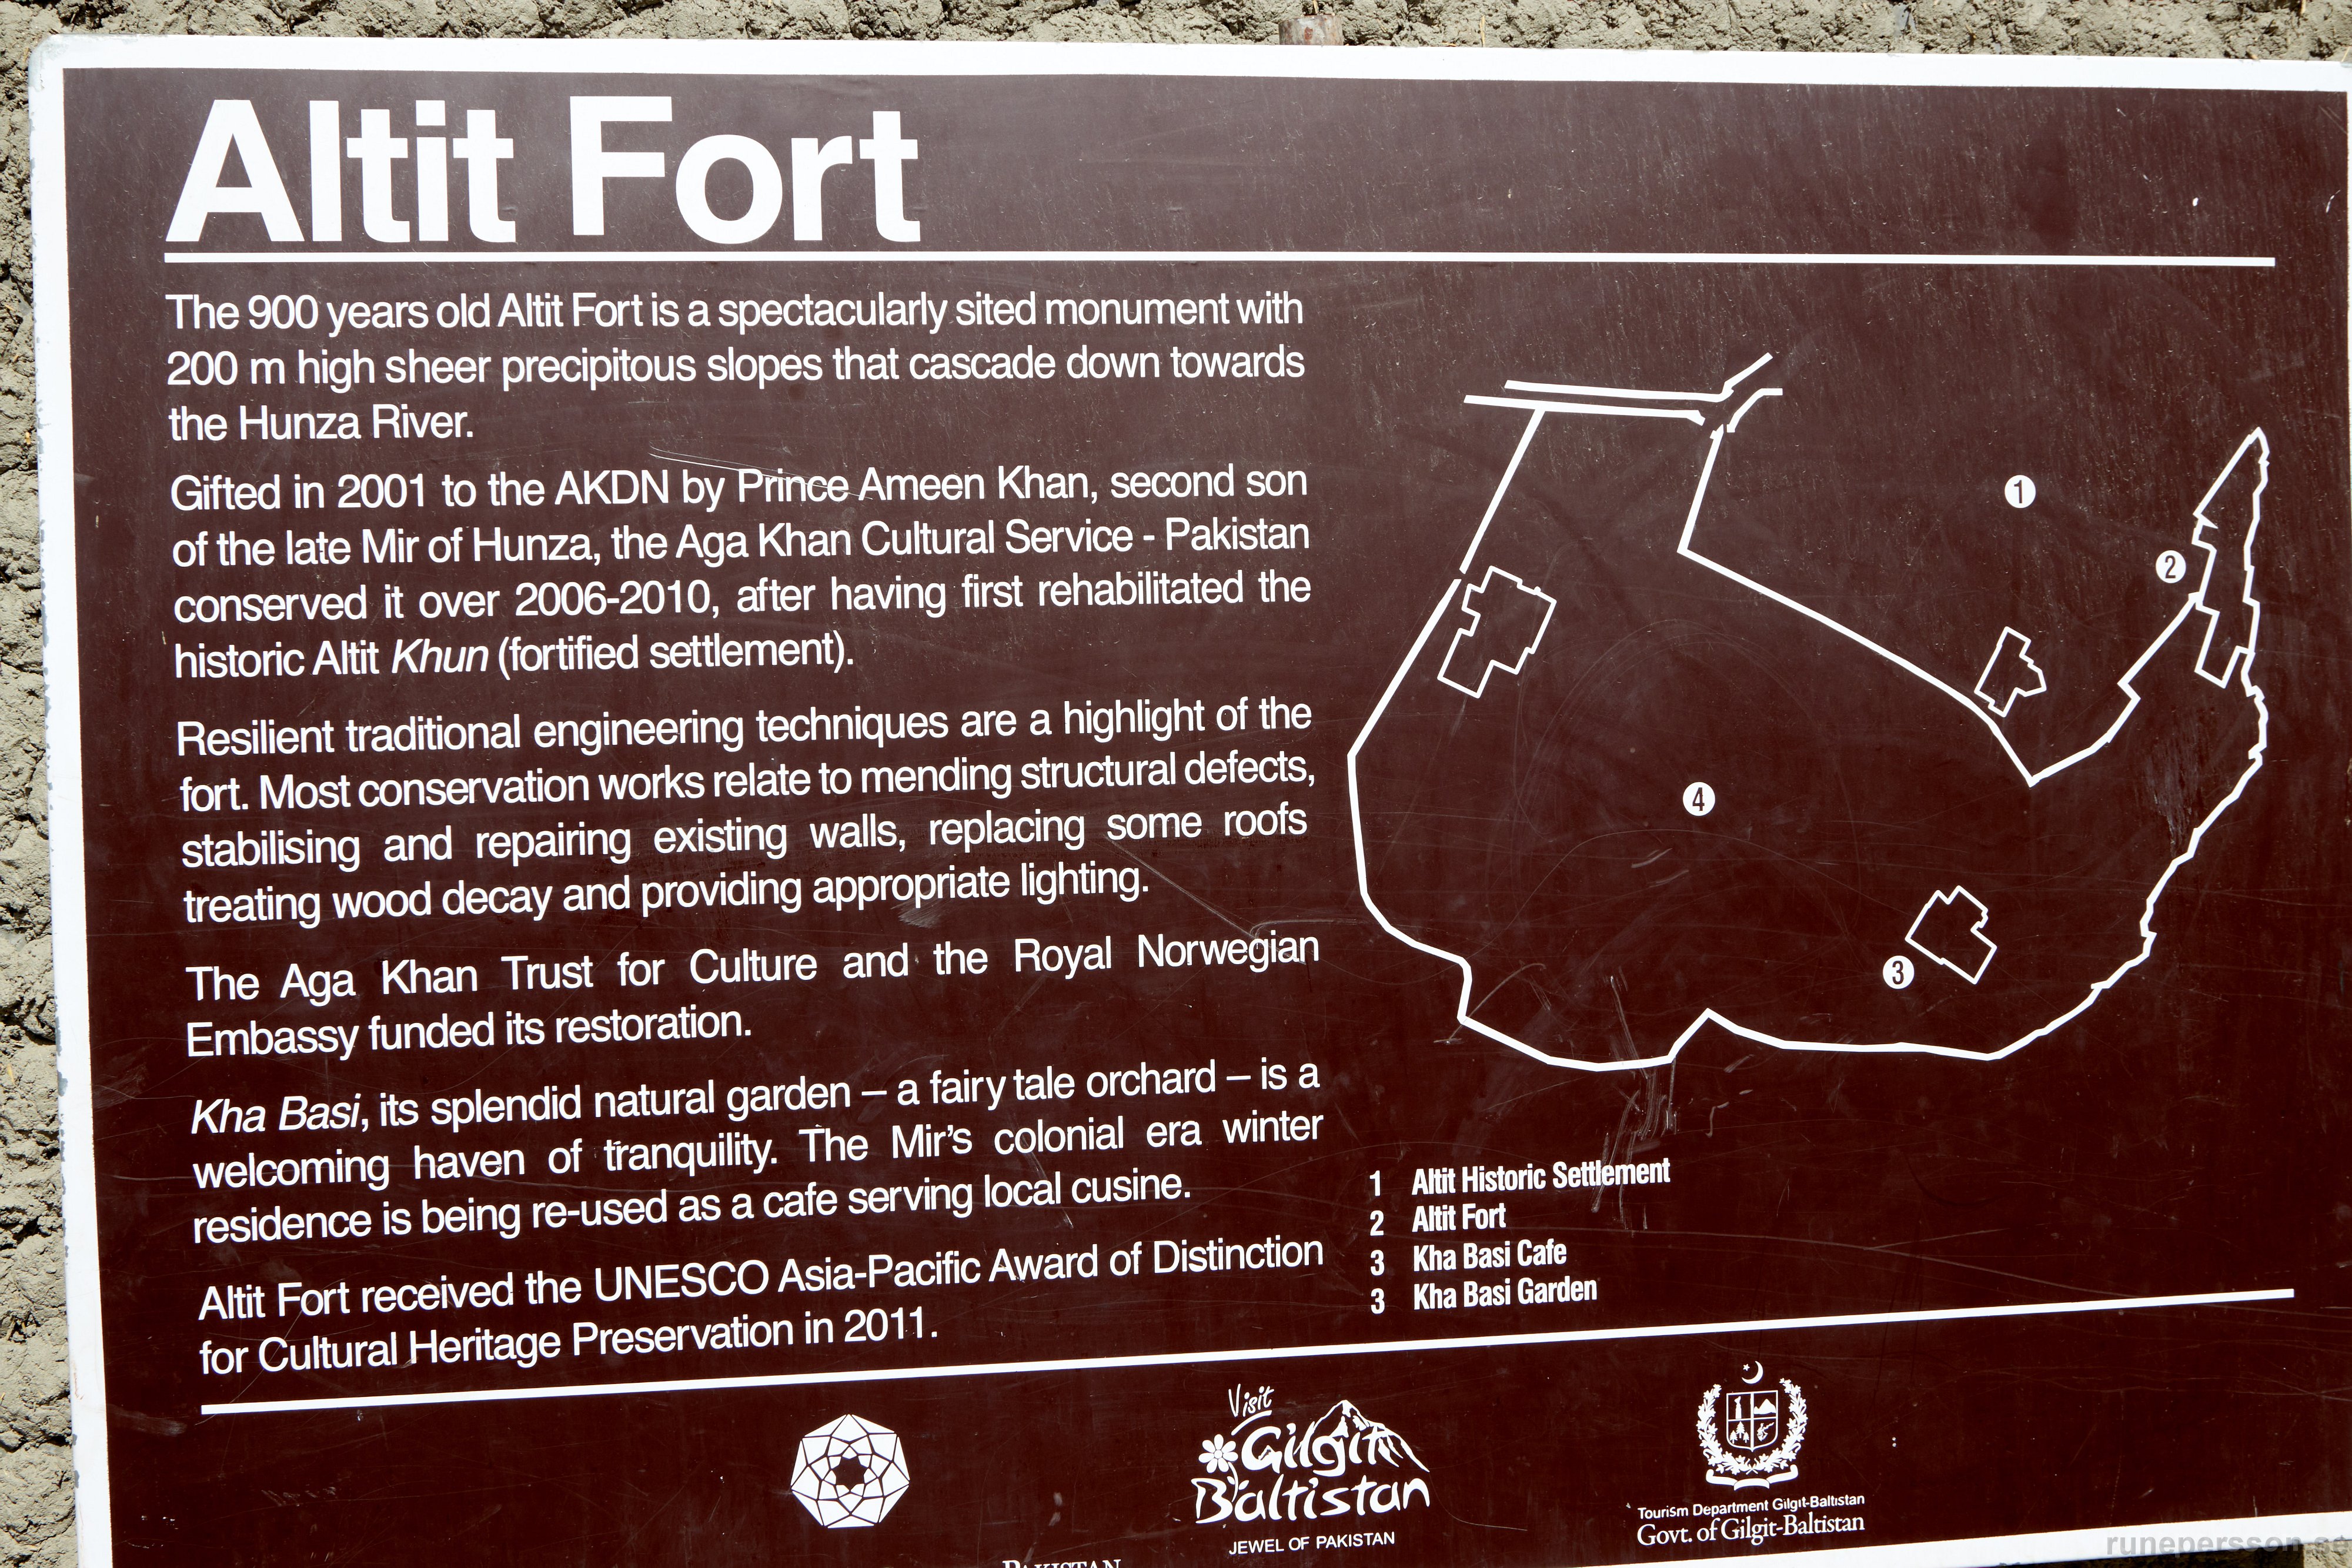 Altit Fort
The 900 years old Altit Fort is a spectacularly sited monument with
200 m high sheer precipitous slopes that cascade down towards
the Hunza River.
Gifted in 2001 to the AKDN by Prince Ameen Khan, second son
of the late Mir of Hunza, the Aga Khan Cultural Service - Pakistan
conserved it over 2006-2010, after having first rehabilitated the
historic Altit Khun (fortified settlement).
Resilient traditional engineering techniques are a highlight of the
fort. Most conservation works relate to mending structural defects,
stabilising and repairing existing walls, replacing some roofs
treating wood decay and providing appropriate lighting.
The Aga Khan Trust for Culture and the Royal Norwegian
Embassy funded its restoration.
Kha Basi, its splendid natural garden – a fairy tale orchard – is a
welcoming haven of tranquility. The Mir's colonial era winter
residence is being re-used as a cafe serving local cusine.
Altit Fort received the UNESCO Asia-Pacific Award of Distinction
for Cultural Heritage Preservation in 2011.
1
2
4
3
1 Altit Historic Settlement
2 Altit Fort
3 Kha Basi Cafe
3 Kha Basi Garden
Visit
Gilgit
Baltistan
JEWEL OF PAKISTAN
Tourism Department Gilgit-Baltistan
Govt. of Gilgit-Baltistan
PAKISTAN
runepersson.se